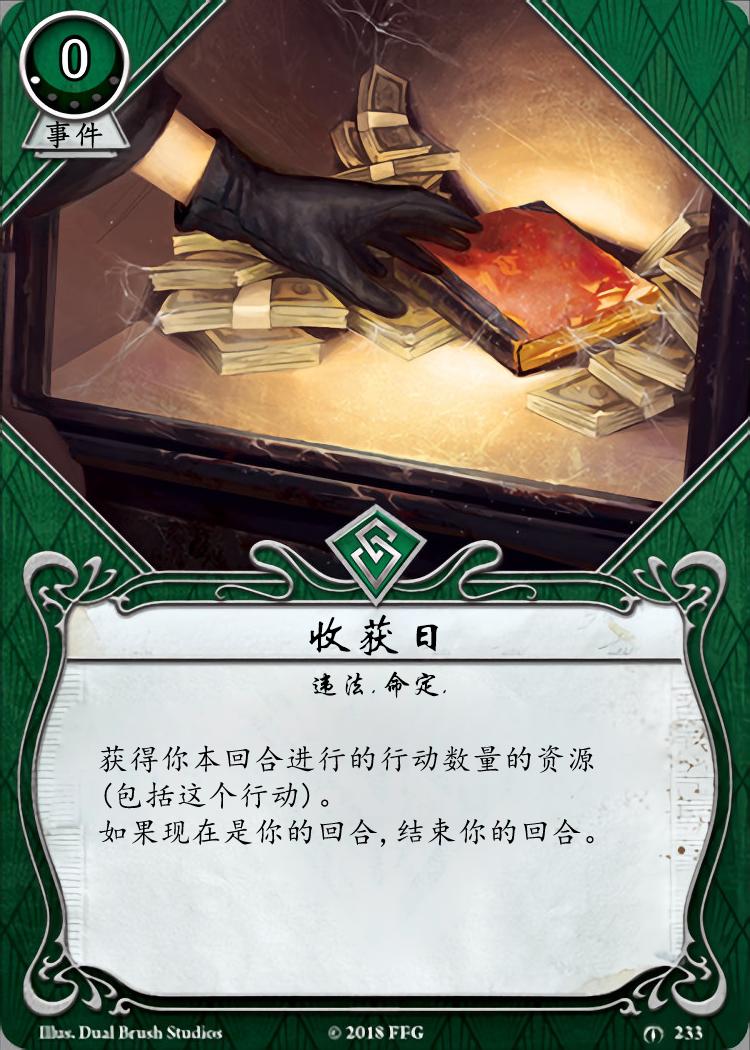 0
事件
收获日
违法.命定.
获得你本回合进行的行动数量的资源
(包括这个行动)。
如果现在是你的回合,结束你的回合。
Illus. Dual Brush Studios
© 2018 FFG
233